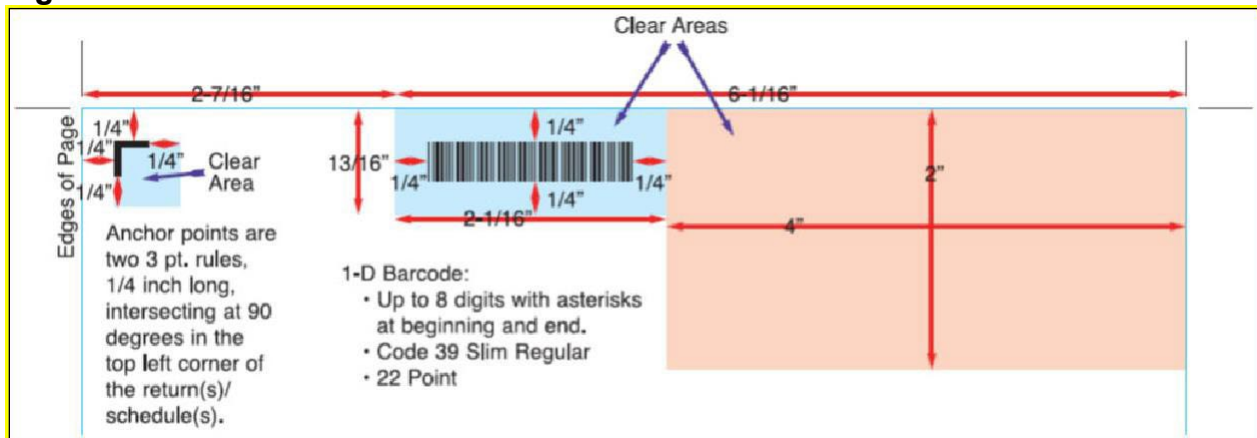 Clear Areas
2-7/16”
6-1/16”
Edges of Page
1/4”
1/4”
1/4”
1/4”
Clear
Area
13/16”
1/4”
1/4”
1/4”
1/4”
2-1/16”
2”
4”
Anchor points are
two 3 pt. rules,
1/4 inch long,
intersecting at 90
degrees in the
top left corner of
the return(s)/
schedule(s).
1-D Barcode:
• Up to 8 digits with asterisks
at beginning and end.
• Code 39 Slim Regular
• 22 Point